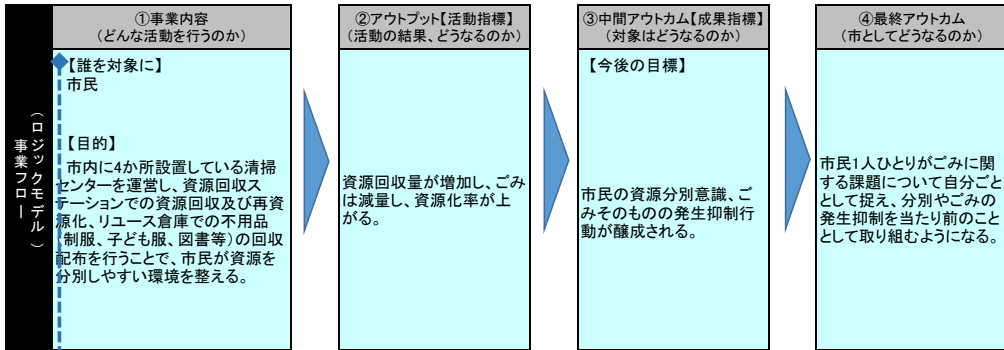 事業フロー
（ロジックモデル）
①事業内容
（どんな活動を行うのか）
【誰を対象に】
市民
【目的】
市内に4か所設置している清掃
センターを運営し、資源回収ス
テーションでの資源回収及び再資
源化、リユース倉庫での不用品
（制服、子ども服、図書等）の回収
配布を行うことで、市民が資源を
分別しやすい環境を整える。
②アウトプット【活動指標】
（活動の結果、どうなるのか）
資源回収量が増加し、ごみ
は減量し、資源化率が上
がる。
③中間アウトカム【成果指標】
（対象はどうなるのか）
【今後の目標】
市民の資源分別意識、ご
みそのものの発生抑制行
動が醸成される。
④最終アウトカム
（市としてどうなるのか）
市民1人ひとりがごみに関
する課題について自分ごと
として捉え、分別やごみの
発生抑制を当たり前のこと
として取り組むようになる。